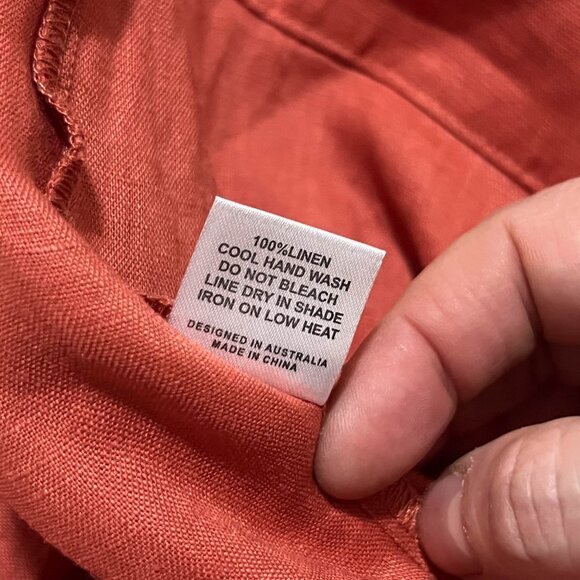 100%LINEN
COOL HAND WASH
DO NOT BLEACH
LINE DRY IN SHADE
IRON ON LOW HEAT
DESIGNED IN AUSTRALIA
MADE IN CHINA